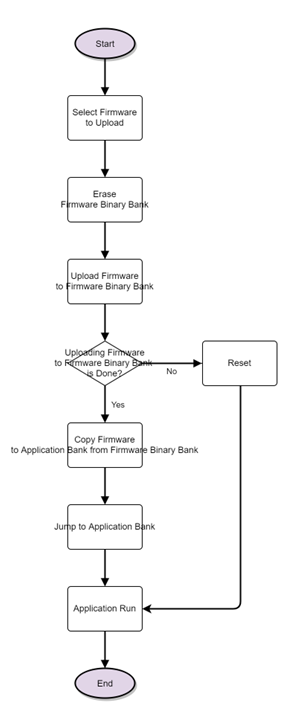 Start
Select Firmware
to Upload
Erase
Firmware Binary Bank
Upload Firmware
to Firmware Binary Bank
Uploading Firmware
to Firmware Binary Bank
is Done?
No
Reset
Yes
Copy Firmware
to Application Bank from Firmware Binary Bank
Jump to Application Bank
Application Run
End